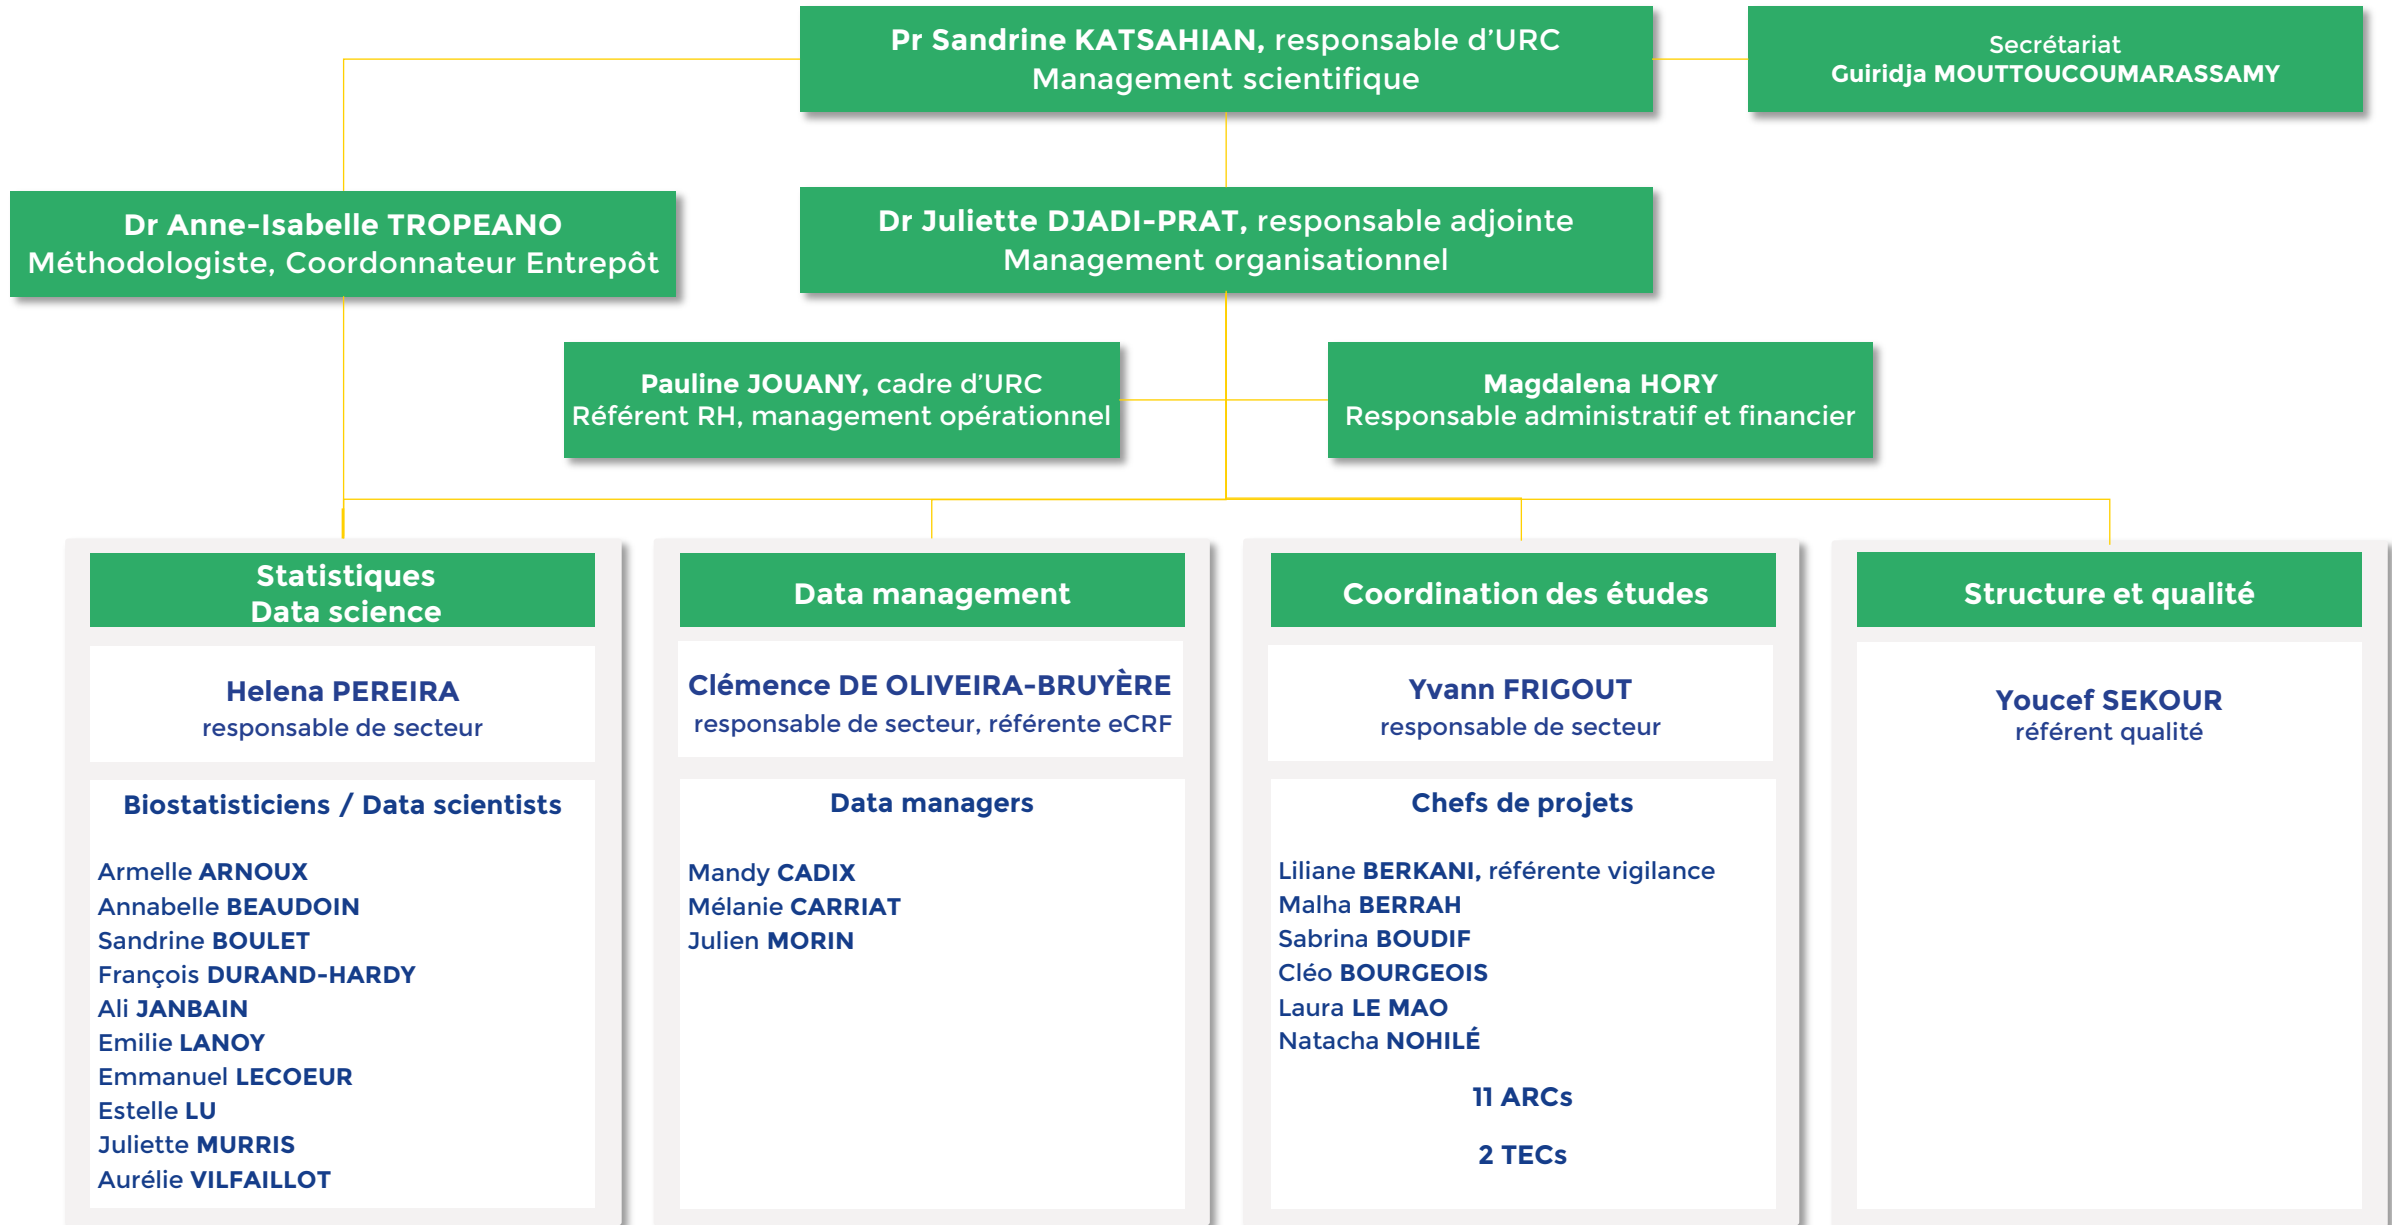 Pr Sandrine KATSAHIAN, responsable d'URC
Management scientifique
Secrétariat
Guiridja MOUTTOUCOUMARASSAMY
Dr Anne-Isabelle TROPEANO
Méthodologiste, Coordonnateur Entrepôt
Dr Juliette DJADI-PRAT, responsable adjointe
Management organisationnel
Pauline JOUANY, cadre d'URC
Référent RH, management opérationnel
Magdalena HORY
Responsable administratif et financier
Statistiques
Data science
Helena PEREIRA
responsable de secteur
Biostatisticiens / Data scientists
Armelle ARNOUX
Annabelle BEAUDOIN
Sandrine BOULET
François DURAND-HARDY
Ali JANBAIN
Emilie LANOY
Emmanuel LECOEUR
Estelle LU
Juliette MURRIS
Aurélie VILFAILLOT
Data management
Clémence DE OLIVEIRA-BRUYÈRE
responsable de secteur, référente eCRF
Data managers
Mandy CADIX
Mélanie CARRIAT
Julien MORIN
Coordination des études
Yvann FRIGOUT
responsable de secteur
Chefs de projets
Liliane BERKANI, référente vigilance
Malha BERRAH
Sabrina BOUDIF
Cléo BOURGEOIS
Laura LE MAO
Natacha NOHILÉ
11 ARCs
2 TECs
Structure et qualité
Youcef SEKOUR
référent qualité